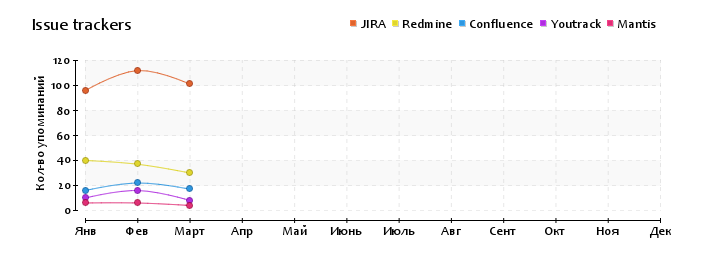 Issue trackers
JIRA Redmine Confluence Youtrack Mantis
Кол-во упоминаний
120
100
80
60
40
20
0
Янв Фев Март Апр Май Июнь Июль Авг Сент Окт Ноя Дек